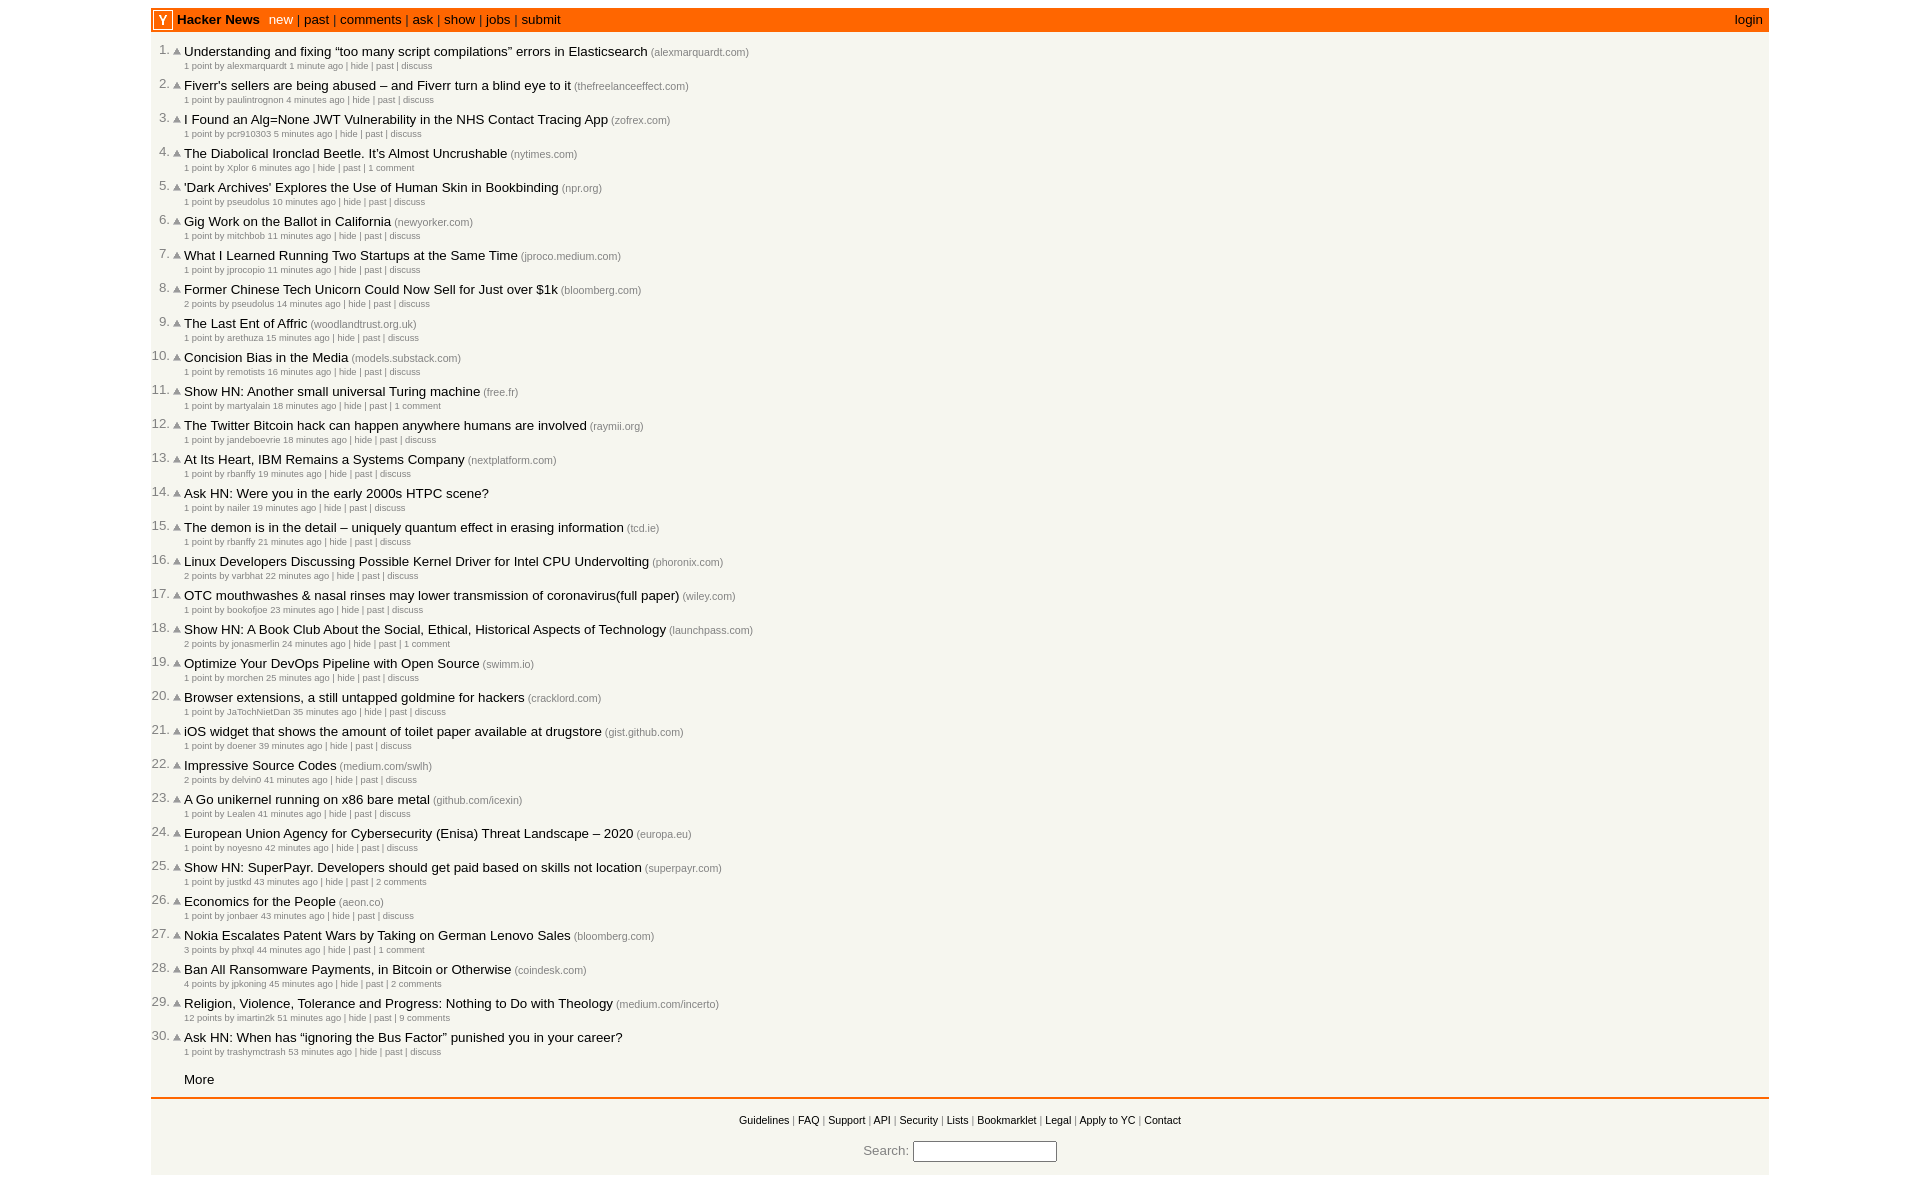 Y Hacker News new | past | comments | ask | show | jobs | submit login
1. Understanding and fixing “too many script compilations” errors in Elasticsearch (alexmarquardt.com)
1 point by alexmarquardt 1 minute ago | hide | past | discuss
2. Fiverr's sellers are being abused – and Fiverr turn a blind eye to it (thefreelanceeffect.com)
1 point by paulintrognon 4 minutes ago | hide | past | discuss
3. I Found an Alg=None JWT Vulnerability in the NHS Contact Tracing App (zofrex.com)
1 point by pcr910303 5 minutes ago | hide | past | discuss
4. The Diabolical Ironclad Beetle. It’s Almost Uncrushable (nytimes.com)
1 point by Xplor 6 minutes ago | hide | past | 1 comment
5. 'Dark Archives' Explores the Use of Human Skin in Bookbinding (npr.org)
1 point by pseudolus 10 minutes ago | hide | past | discuss
6. Gig Work on the Ballot in California (newyorker.com)
1 point by mitchbob 11 minutes ago | hide | past | discuss
7. What I Learned Running Two Startups at the Same Time (jproco.medium.com)
1 point by jprocopio 11 minutes ago | hide | past | discuss
8. Former Chinese Tech Unicorn Could Now Sell for Just over $1k (bloomberg.com)
2 points by pseudolus 14 minutes ago | hide | past | discuss
9. The Last Ent of Affric (woodlandtrust.org.uk)
1 point by arethuza 15 minutes ago | hide | past | discuss
10. Concision Bias in the Media (models.substack.com)
1 point by remotists 16 minutes ago | hide | past | discuss
11. Show HN: Another small universal Turing machine (free.fr)
1 point by martyalain 18 minutes ago | hide | past | 1 comment
12. The Twitter Bitcoin hack can happen anywhere humans are involved (raymii.org)
1 point by jandeboevrie 18 minutes ago | hide | past | discuss
13. At Its Heart, IBM Remains a Systems Company (nextplatform.com)
1 point by rbanffy 19 minutes ago | hide | past | discuss
14. Ask HN: Were you in the early 2000s HTPC scene?
1 point by nailer 19 minutes ago | hide | past | discuss
15. The demon is in the detail – uniquely quantum effect in erasing information (tcd.ie)
1 point by rbanffy 21 minutes ago | hide | past | discuss
16. Linux Developers Discussing Possible Kernel Driver for Intel CPU Undervolting (phoronix.com)
2 points by varbhat 22 minutes ago | hide | past | discuss
17. OTC mouthwashes & nasal rinses may lower transmission of coronavirus(full paper) (wiley.com)
1 point by bookofjoe 23 minutes ago | hide | past | discuss
18. Show HN: A Book Club About the Social, Ethical, Historical Aspects of Technology (launchpass.com)
2 points by jonasmerlin 24 minutes ago | hide | past | 1 comment
19. Optimize Your DevOps Pipeline with Open Source (swimm.io)
1 point by morchen 25 minutes ago | hide | past | discuss
20. Browser extensions, a still untapped goldmine for hackers (cracklord.com)
1 point by JaTochNietDan 35 minutes ago | hide | past | discuss
21. iOS widget that shows the amount of toilet paper available at drugstore (gist.github.com)
1 point by doener 39 minutes ago | hide | past | discuss
22. Impressive Source Codes (medium.com/swlh)
2 points by delvin0 41 minutes ago | hide | past | discuss
23. A Go unikernel running on x86 bare metal (github.com/icexin)
1 point by Lealen 41 minutes ago | hide | past | discuss
24. European Union Agency for Cybersecurity (Enisa) Threat Landscape – 2020 (europa.eu)
1 point by noyesno 42 minutes ago | hide | past | discuss
25. Show HN: SuperPayr. Developers should get paid based on skills not location (superpayr.com)
1 point by justkd 43 minutes ago | hide | past | 2 comments
26. Economics for the People (aeon.co)
1 point by jonbaer 43 minutes ago | hide | past | discuss
27. Nokia Escalates Patent Wars by Taking on German Lenovo Sales (bloomberg.com)
3 points by phxql 44 minutes ago | hide | past | 1 comment
28. Ban All Ransomware Payments, in Bitcoin or Otherwise (coindesk.com)
4 points by jpkoning 45 minutes ago | hide | past | 2 comments
29. Religion, Violence, Tolerance and Progress: Nothing to Do with Theology (medium.com/incerto)
12 points by imartin2k 51 minutes ago | hide | past | 9 comments
30. Ask HN: When has “ignoring the Bus Factor” punished you in your career?
1 point by trashymctrash 53 minutes ago | hide | past | discuss
More
Guidelines | FAQ | Support | API | Security | Lists | Bookmarklet | Legal | Apply to YC | Contact
Search: